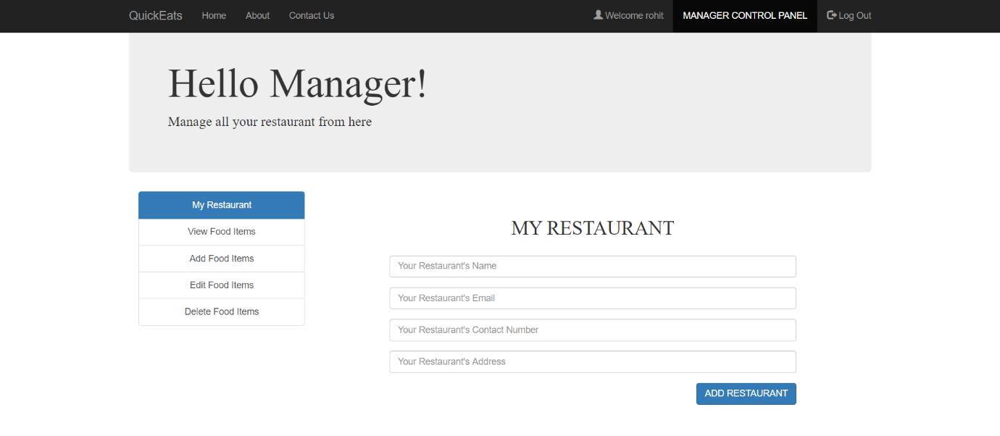 QuickEats Home About Contact Us Welcome rohit MANAGER CONTROL PANEL Log Out
Hello Manager!
Manage all your restaurant from here
My Restaurant
View Food Items
Add Food Items
Edit Food Items
Delete Food Items
MY RESTAURANT
Your Restaurant's Name
Your Restaurant's Email
Your Restaurant's Contact Number
Your Restaurant's Address
ADD RESTAURANT